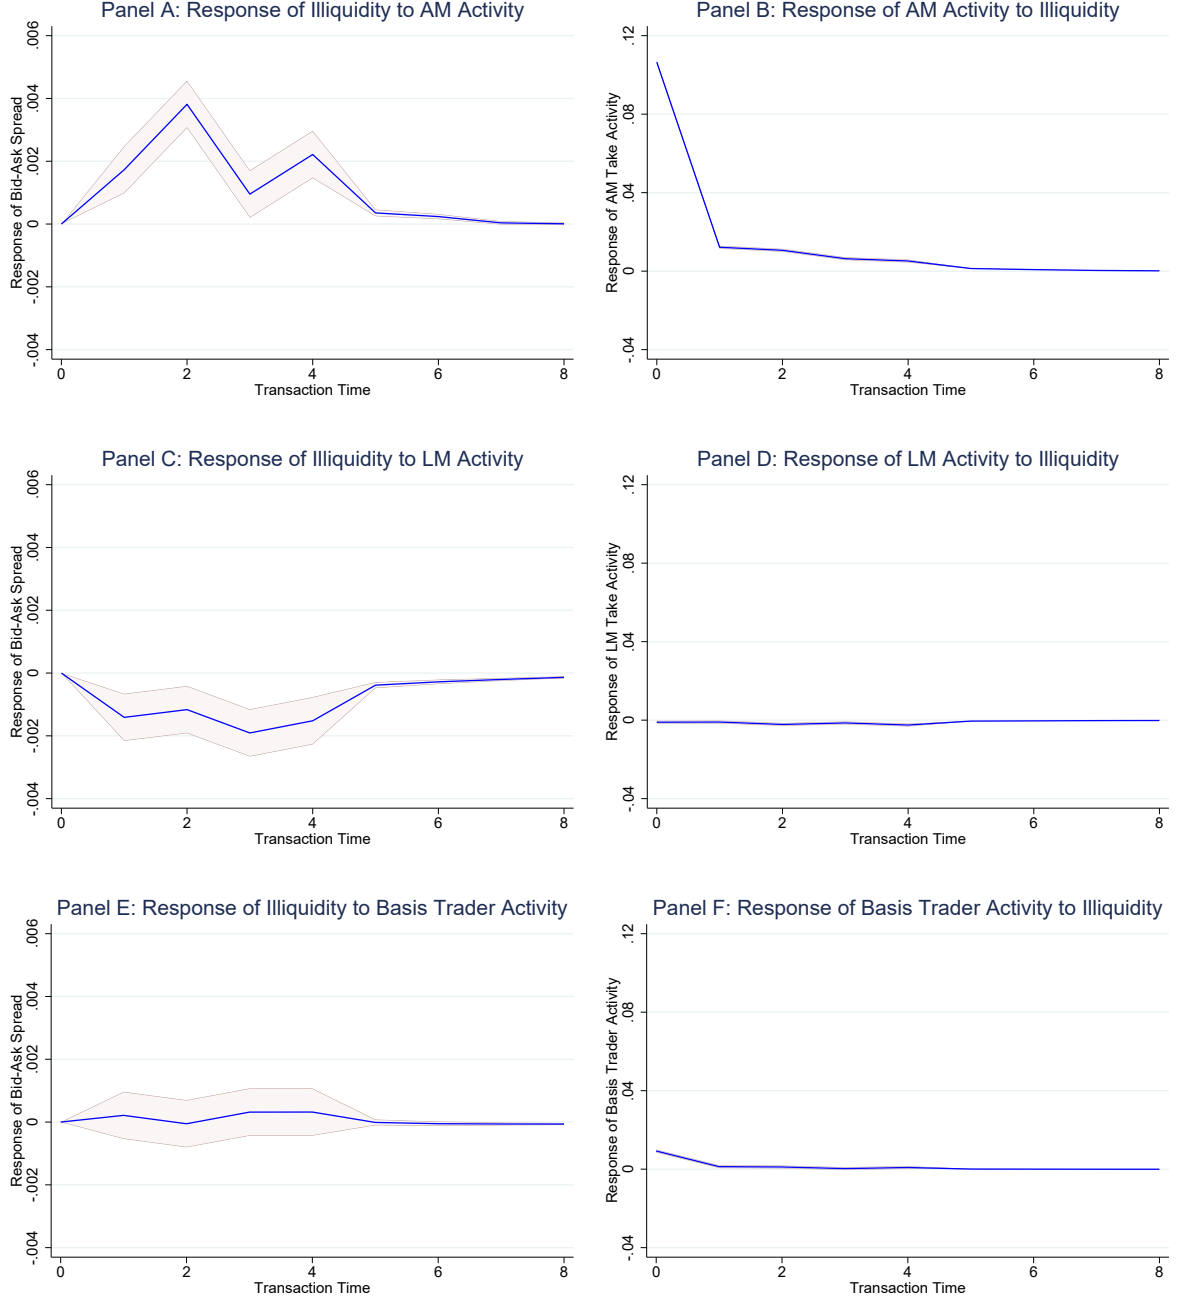 Panel A: Response of Illiquidity to AM Activity
Response of Bid-Ask Spread
.006
.004
.002
0
-.002
-.004
0 2 4 6 8
Transaction Time
Panel B: Response of AM Activity to Illiquidity
Response of AM Take Activity
.12
.08
.04
0
-.04
0 2 4 6 8
Transaction Time
Panel C: Response of Illiquidity to LM Activity
Response of Bid-Ask Spread
.006
.004
.002
0
-.002
-.004
0 2 4 6 8
Transaction Time
Panel D: Response of LM Activity to Illiquidity
Response of LM Take Activity
.12
.08
.04
0
-.04
0 2 4 6 8
Transaction Time
Panel E: Response of Illiquidity to Basis Trader Activity
Response of Bid-Ask Spread
.006
.004
.002
0
-.002
-.004
0 2 4 6 8
Transaction Time
Panel F: Response of Basis Trader Activity to Illiquidity
Response of Basis Trader Activity
.12
.08
.04
0
-.04
0 2 4 6 8
Transaction Time